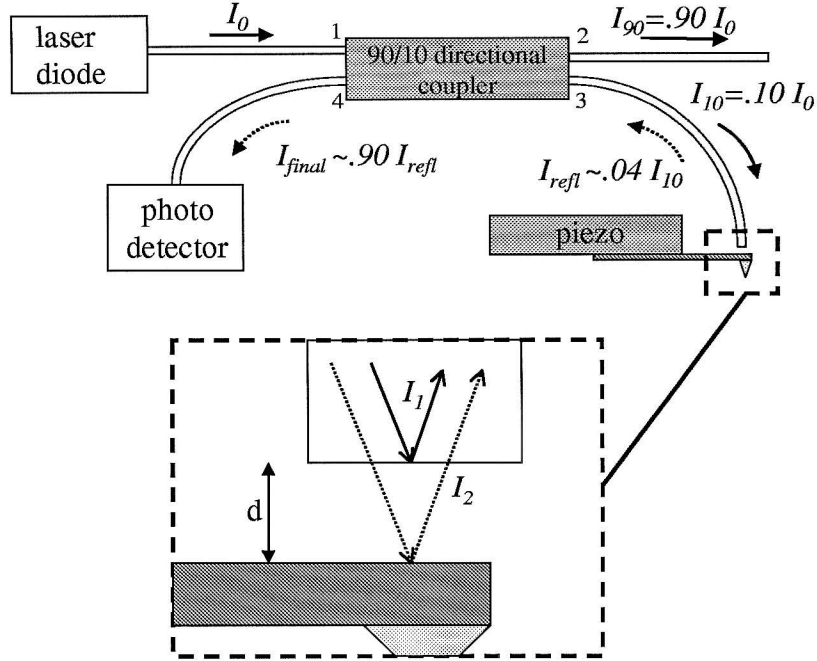 laser
diode
I0
1
2
3
4
90/10 directional
coupler
I90=.90 I0
I10=.10 I0
Ifinal~.90 Irefl
Irefl~.04 I10
photo
detector
piezo
I1
I2
d